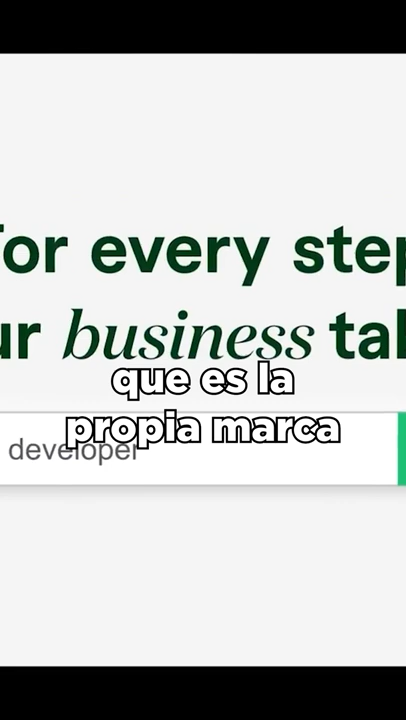 for every step
ur business tal
que es la
propia marca
developer